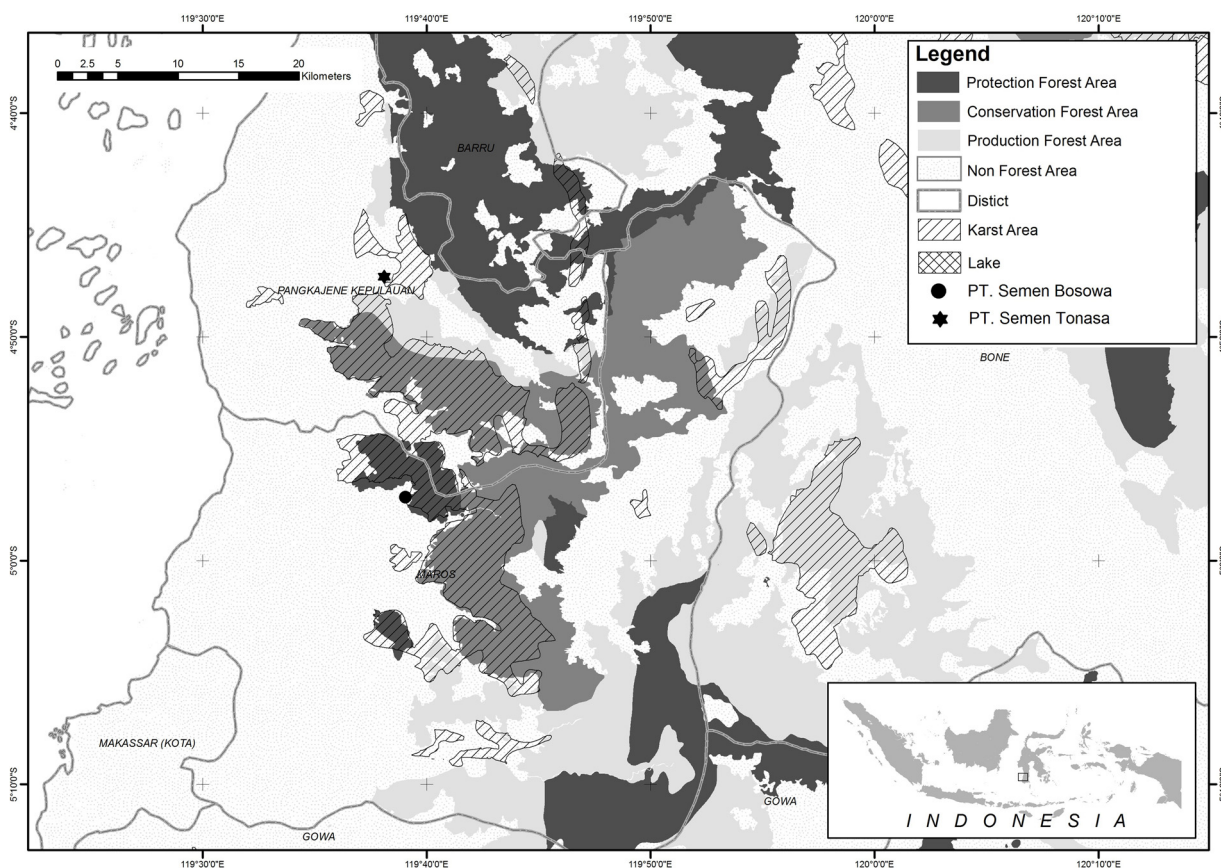 119°30'0"E 119°40'0"E 119°50'0"E 120°0'0"E 120°10'0"E
0 2.5 5 10 15 20
Kilometers
Legend
Protection Forest Area
Conservation Forest Area
Production Forest Area
Non Forest Area
Distict
Karst Area
Lake
PT. Semen Bosowa
PT. Semen Tonasa
4°40'0"S
BARRU
PANGKAJENE KEPULAUAN
4°50'0"S
BONE
5°0'0"S
MAROS
MAKASSAR (KOTA)
5°10'0"S
GOWA
GOWA
INDONESIA
119°30'0"E 119°40'0"E 119°50'0"E 120°0'0"E 120°10'0"E